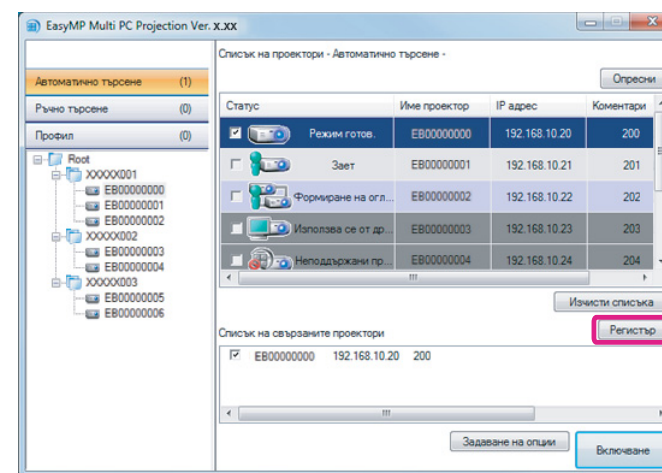 EasyMP Multi PC Projection Ver. X.XX
Списък на проектори - Автоматично търсене -
Автоматично търсене (1)
Ръчно търсене (0)
Профил (0)
Root
XXXXX001
EB00000000
EB00000001
EB00000002
XXXXX002
EB00000003
EB00000004
XXXXX003
EB00000005
EB00000006
Опресни
Статус Име проектор IP адрес Коментари
Режим готов. EB00000000 192.168.10.20 200
Зает EB00000001 192.168.10.21 201
Формиране на огл... EB00000002 192.168.10.22 202
Използва се от др... EB00000003 192.168.10.23 203
Неподдържани пр... EB00000004 192.168.10.24 204
Изчисти списъка
Списък на свързаните проектори
Регистър
EB00000000 192.168.10.20 200
Задаване на опции
Включване